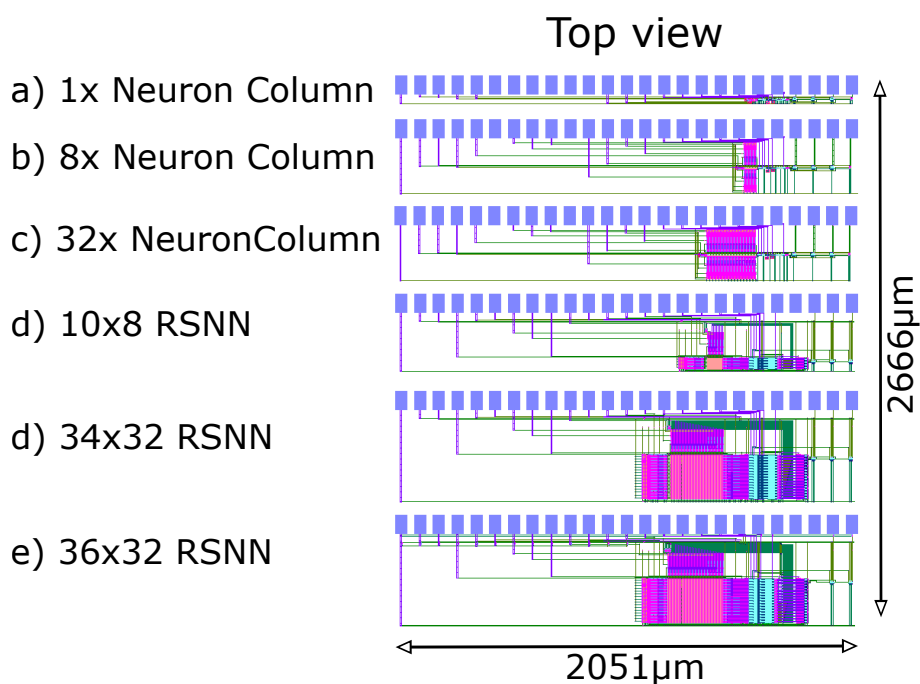 Top view
a) 1x Neuron Column
b) 8x Neuron Column
c) 32x NeuronColumn
d) 10x8 RSNN
d) 34x32 RSNN
e) 36x32 RSNN
2666µm
2051µm